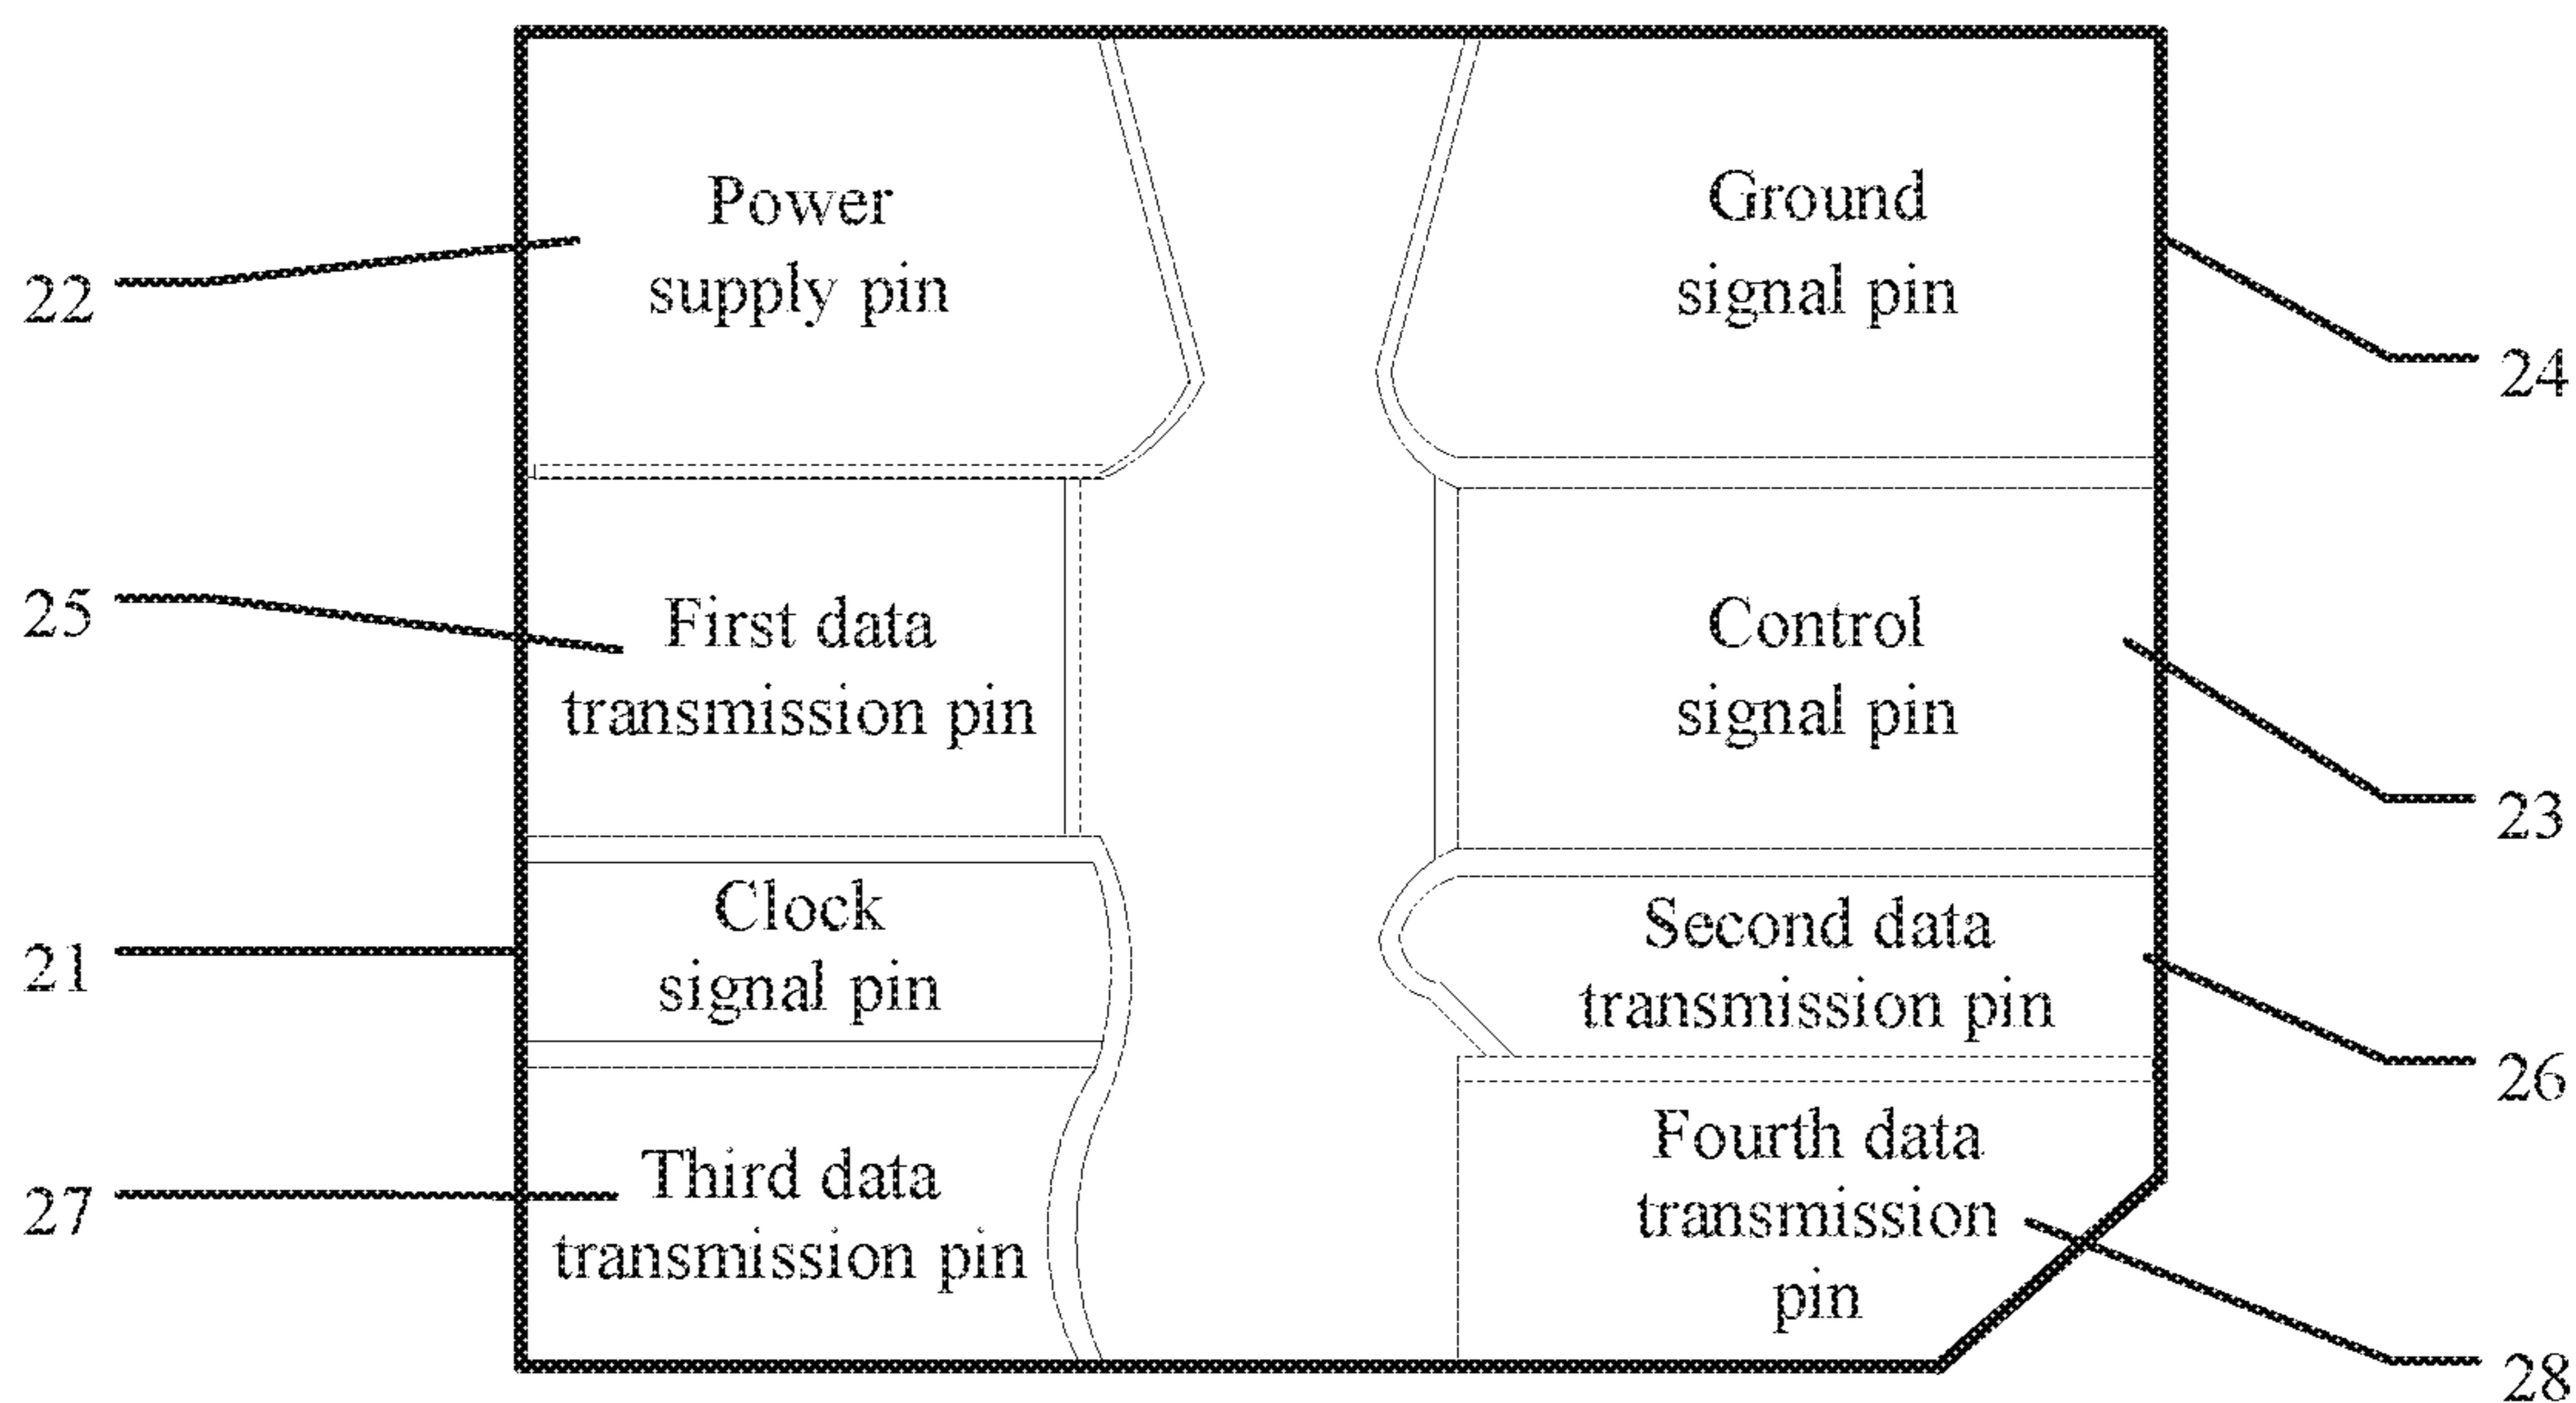 22
Power
supply pin
Ground
signal pin
24
25
First data
transmission pin
Control
signal pin
23
21
Clock
signal pin
Second data
transmission pin
26
27
Third data
transmission pin
Fourth data
transmission
pin
28